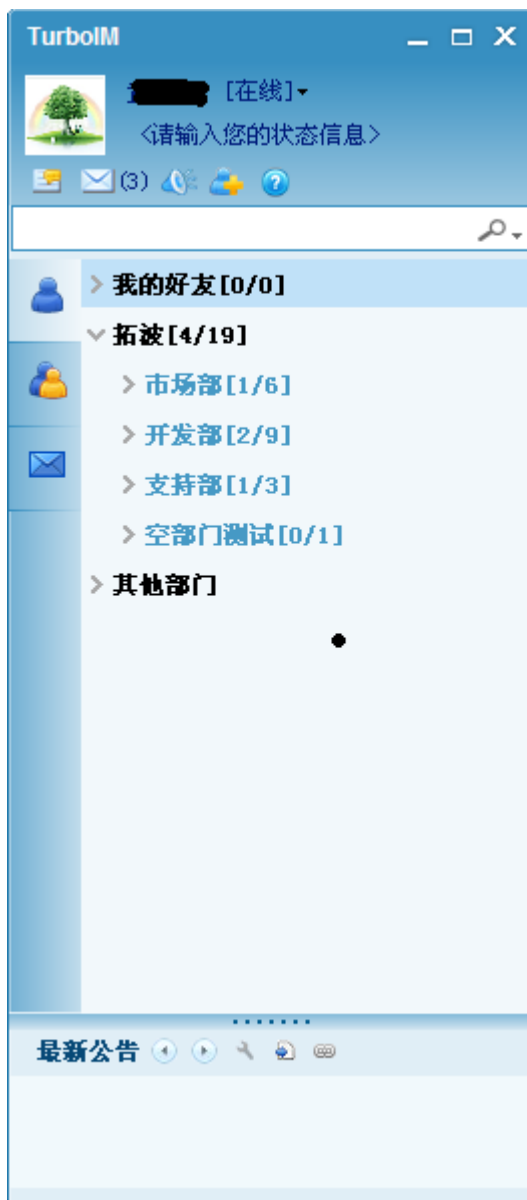 TurboIM
[在线]
<请输入您的状态信息>
(3)
我的好友[0/0]
拓波[4/19]
市场部[1/6]
开发部[2/9]
支持部[1/3]
空部门测试[0/1]
其他部门
最新公告